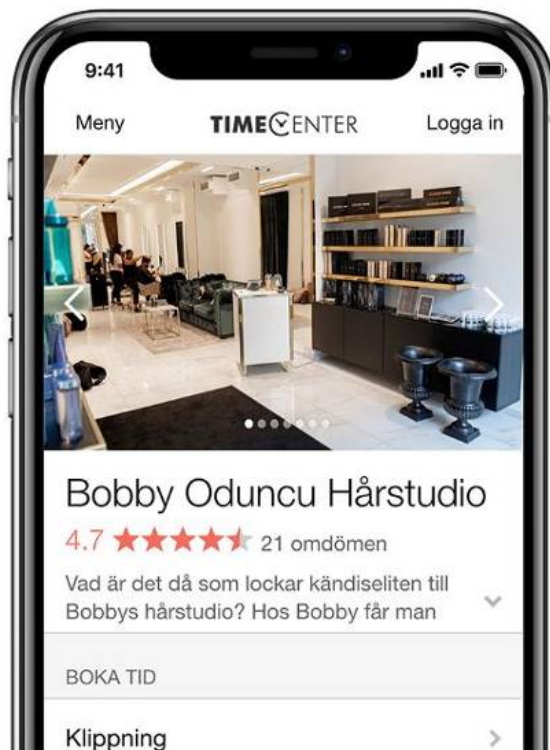 9:41
Meny
TIMECENTER
Logga in
Bobby Oduncu Hårstudio
4.7
21 omdömen
Vad är det då som lockar kändiseliten till
Bobbys hårstudio? Hos Bobby får man
BOKA TID
Klippning